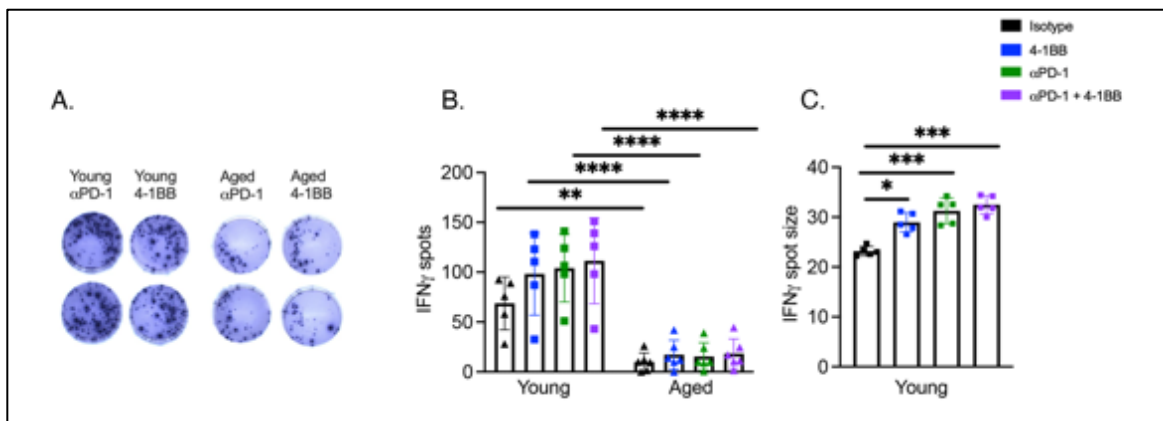 Isotype
4-1BB
αPD-1
αPD-1 + 4-1BB
A.
Young αPD-1
Young 4-1BB
Aged αPD-1
Aged 4-1BB
B.
****
****
****
**
IFNγ spots
200
150
100
50
0
Young
Aged
C.
***
***
*
IFNγ spot size
40
30
20
10
0
Young